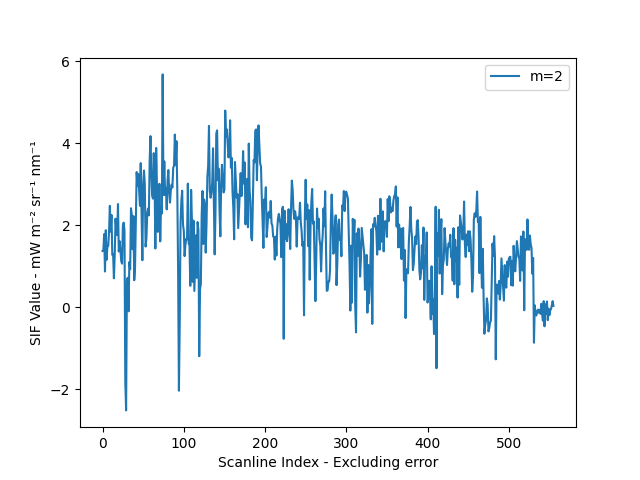 6
4
2
0
−2
SIF Value - mW m⁻² sr⁻¹ nm⁻¹
m=2
0 100 200 300 400 500
Scanline Index - Excluding error